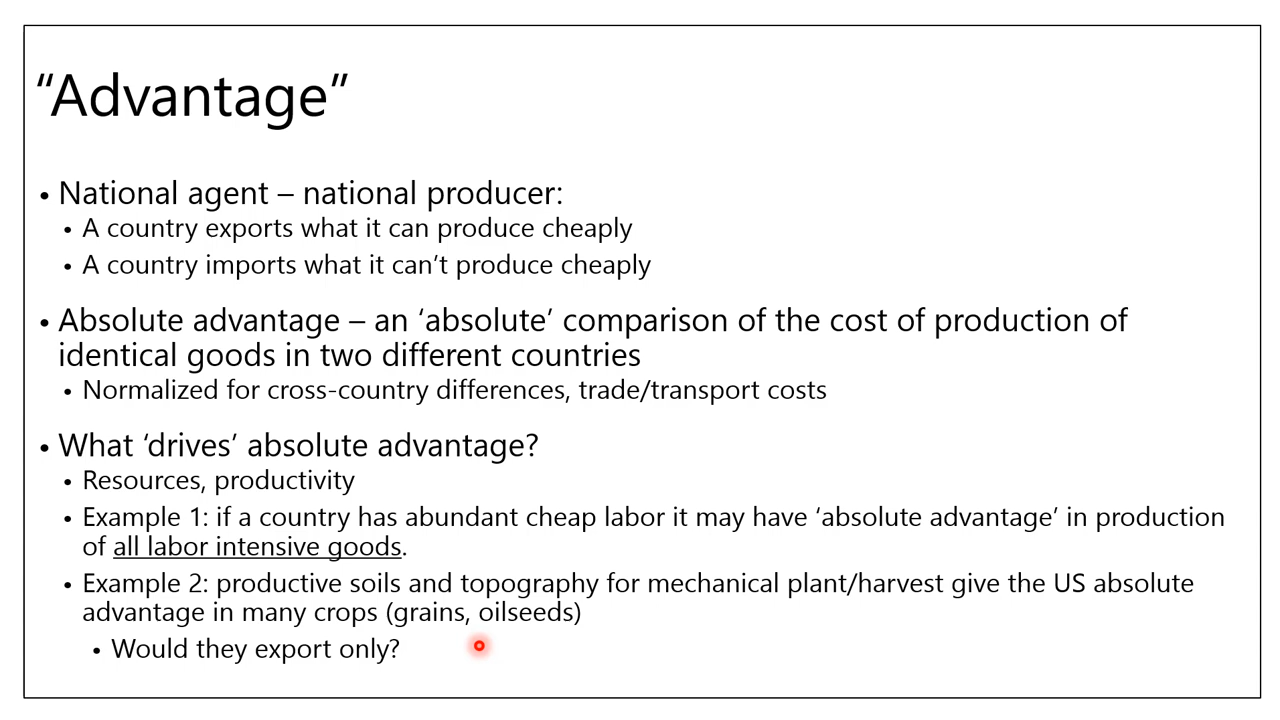 “Advantage”
• National agent – national producer:
• A country exports what it can produce cheaply
• A country imports what it can’t produce cheaply
• Absolute advantage – an ‘absolute’ comparison of the cost of production of
identical goods in two different countries
• Normalized for cross-country differences, trade/transport costs
• What ‘drives’ absolute advantage?
• Resources, productivity
• Example 1: if a country has abundant cheap labor it may have ‘absolute advantage’ in production
of all labor intensive goods.
• Example 2: productive soils and topography for mechanical plant/harvest give the US absolute
advantage in many crops (grains, oilseeds)
• Would they export only?